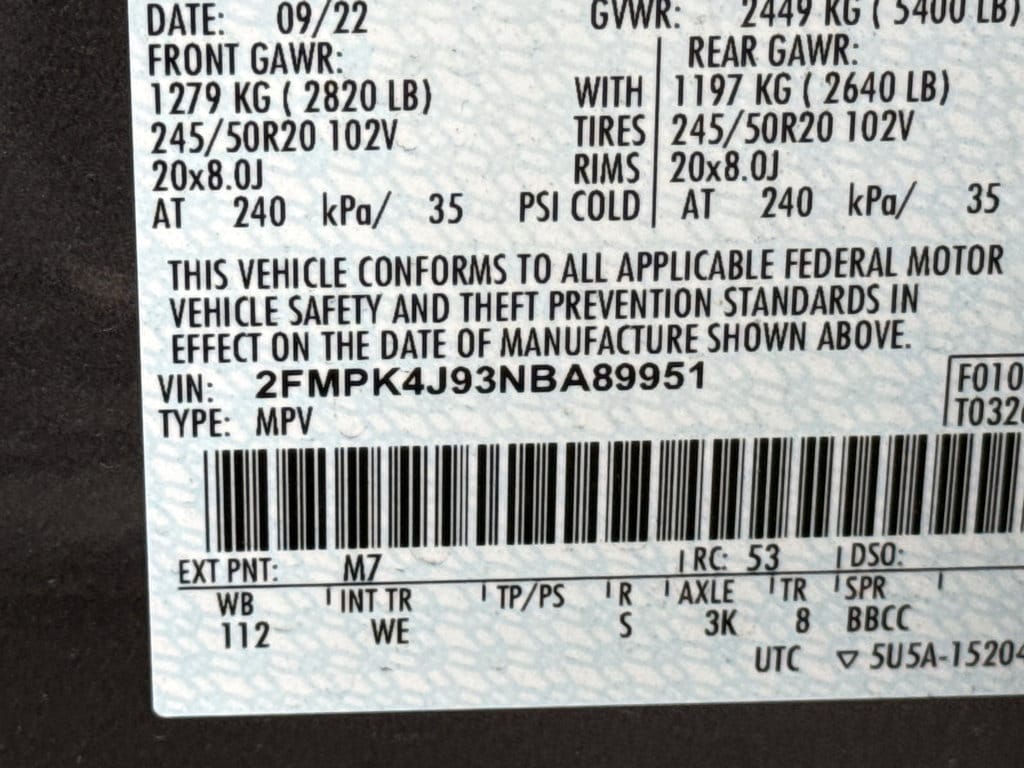 DATE: 09/22 GVWR: 2449 KG ( 5400 LB)
FRONT GAWR: REAR GAWR:
1279 KG ( 2820 LB) WITH 1197 KG ( 2640 LB)
245/50R20 102V TIRES 245/50R20 102V
20x8.0J RIMS 20x8.0J
AT 240 kPa/ 35 PSI COLD AT 240 kPa/ 35
THIS VEHICLE CONFORMS TO ALL APPLICABLE FEDERAL MOTOR
VEHICLE SAFETY AND THEFT PREVENTION STANDARDS IN
EFFECT ON THE DATE OF MANUFACTURE SHOWN ABOVE.
VIN: 2FMPK4J93NBA89951 F010
TYPE: MPV T032
EXT PNT: M7 RC: 53 DSO:
WB INT TR TP/PS R AXLE TR SPR
112 WE S 3K 8 BBCC
UTC ▽ 5U5A-15204